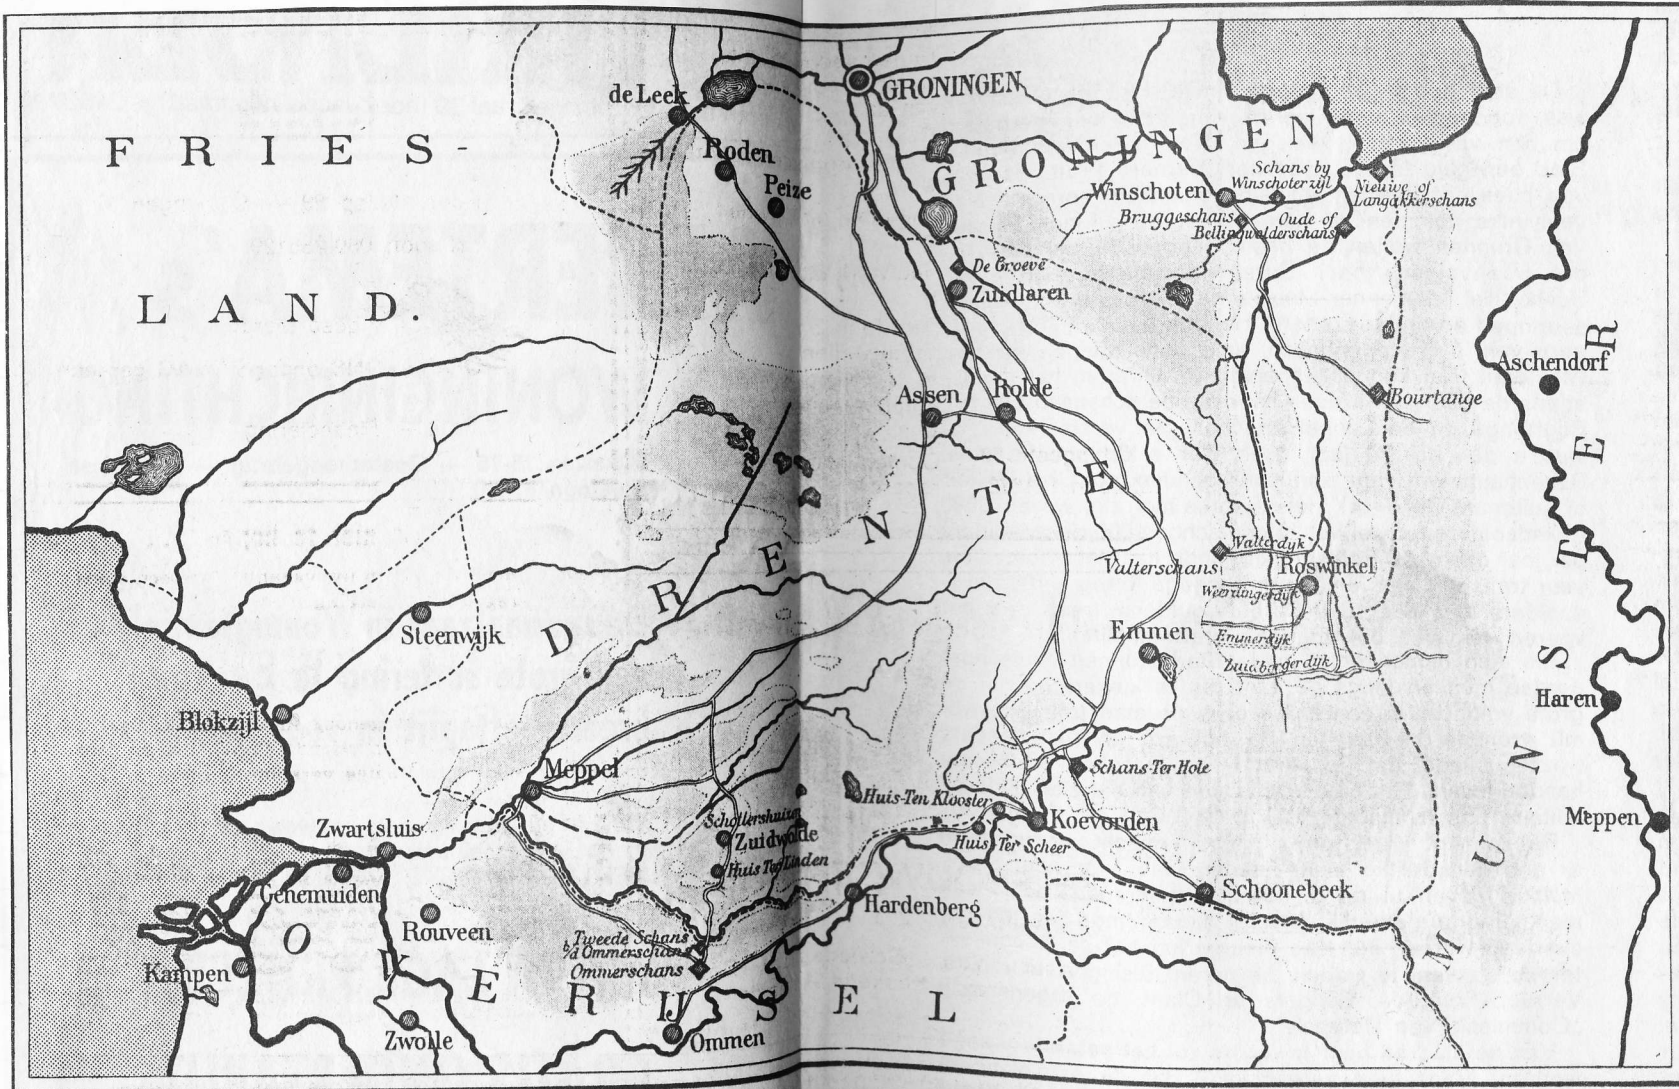 GRONINGEN
de Leek
FRIES-
LAND.
Roden
Peize
GRONINGEN
Schans by
Winschoterzijl
Winschoten
Nieuwe of
Langakkerschans
Bruggeschans
Oude of
Bellingwolderschans
De Groeve
Zuidlaren
Aschendorf
Assen
Rolde
Bourtange
DRENTE
MUNSTER
Valterdyk
Valterschans
Roswinkel
Weerdingerdyk
Steenwijk
Emmen
Emmerdijk
Zuidbargerdijk
Haren
Blokzijl
Meppel
Schans-Ter Hole
Huis-Ten Klooster
Schottershuizen
Koevorden
Meppen
Zwartsluis
Zuidwolde
Huis Ter Scheer
Huis Ter Linden
Genemuiden
Schoonebeek
Hardenberg
Rouveen
Tweede Schans
b/d Ommerschans
Ommerschans
Kampen
OVERIJSEL
Zwolle
Ommen